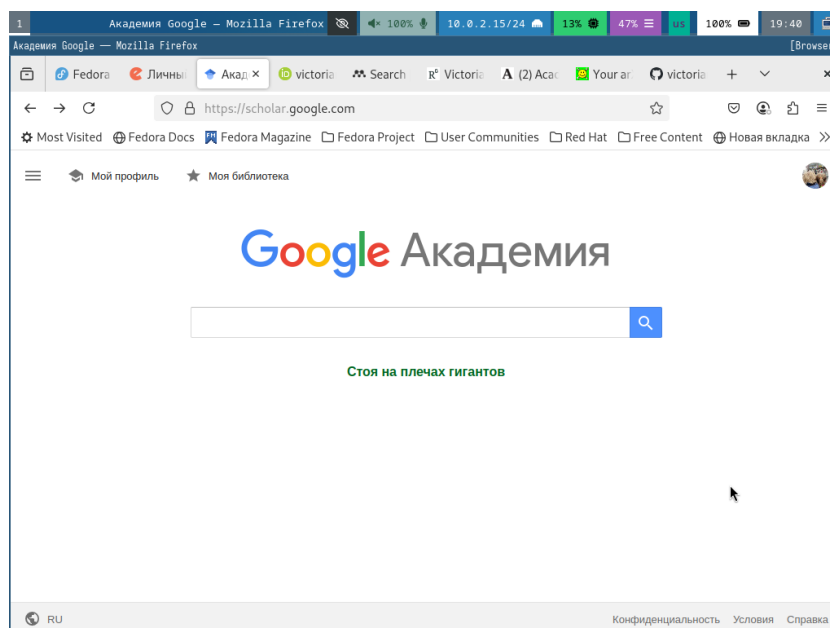 1 Академия Google — Mozilla Firefox 100% 10.0.2.15/24 13% 47% us 100% 19:40
Академия Google — Mozilla Firefox [Browser
Fedora Личны Акад victoria Search Victoria (2) Acac Your ar victoria
https://scholar.google.com
Most Visited Fedora Docs Fedora Magazine Fedora Project User Communities Red Hat Free Content Новая вкладка
Мой профиль Моя библиотека
Google Академия
Стоя на плечах гигантов
RU Конфиденциальность Условия Справка